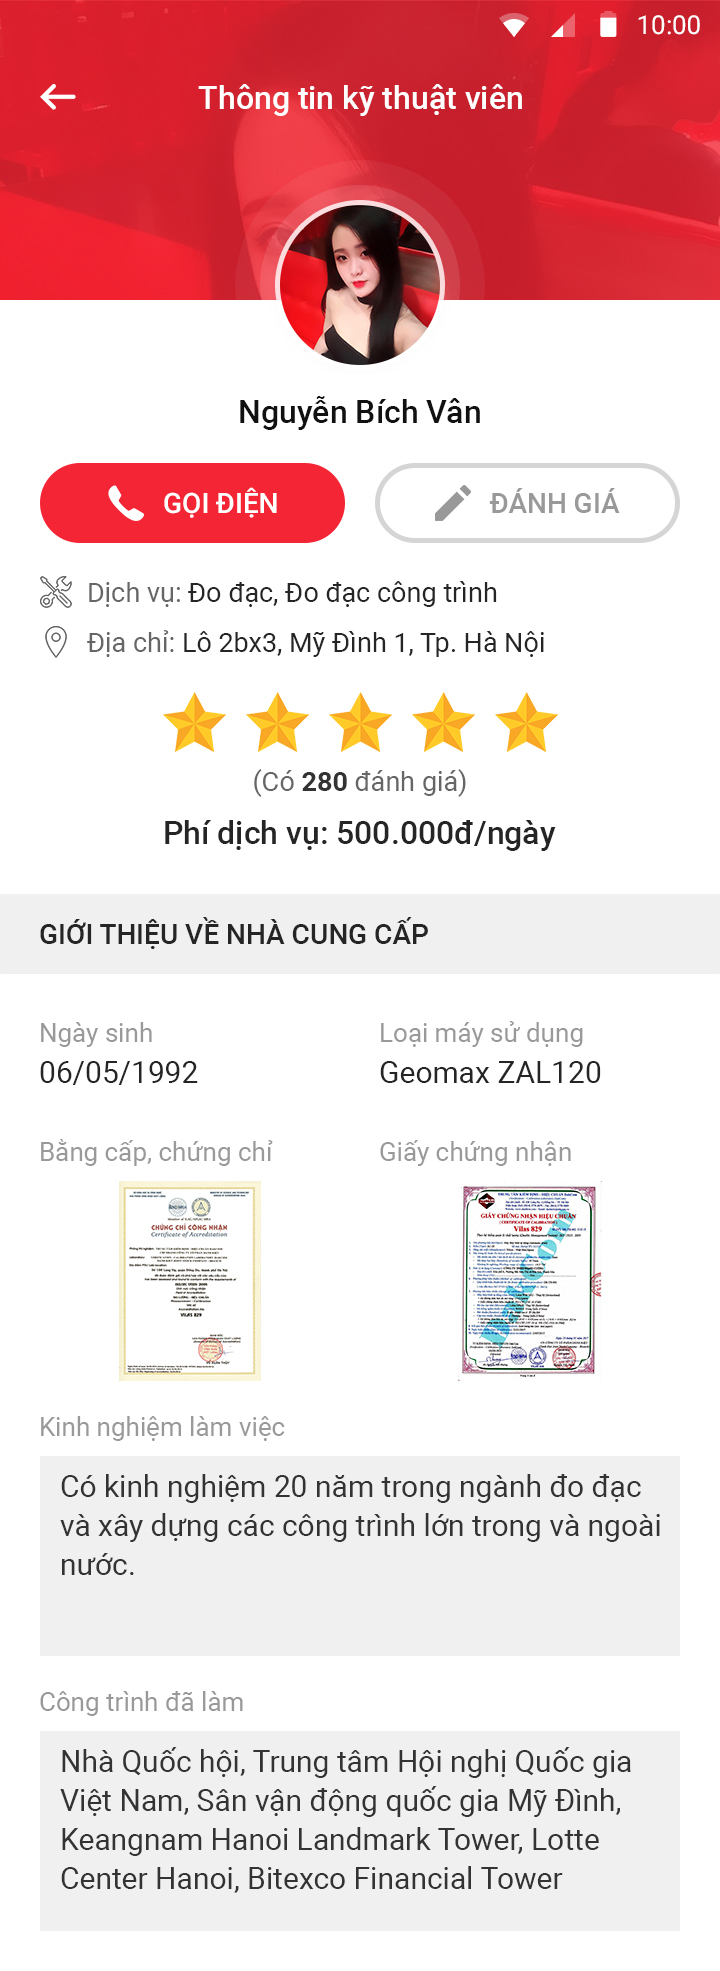 10:00
Thông tin kỹ thuật viên
Nguyễn Bích Vân
GỌI ĐIỆN
ĐÁNH GIÁ
Dịch vụ: Đo đạc, Đo đạc công trình
Địa chỉ: Lô 2bx3, Mỹ Đình 1, Tp. Hà Nội
(Có 280 đánh giá)
Phí dịch vụ: 500.000đ/ngày
GIỚI THIỆU VỀ NHÀ CUNG CẤP
Ngày sinh
Loại máy sử dụng
06/05/1992
Geomax ZAL120
Bằng cấp, chứng chỉ
Giấy chứng nhận
CHỨNG CHỈ CÔNG NHẬN
Certificate of Accreditation
VILAS 829
GIẤY CHỨNG NHẬN HIỆU CHUẨN
(CERTIFICATE OF CALIBRATION)
Vilas 829
Kinh nghiệm làm việc
Có kinh nghiệm 20 năm trong ngành đo đạc
và xây dựng các công trình lớn trong và ngoài
nước.
Công trình đã làm
Nhà Quốc hội, Trung tâm Hội nghị Quốc gia
Việt Nam, Sân vận động quốc gia Mỹ Đình,
Keangnam Hanoi Landmark Tower, Lotte
Center Hanoi, Bitexco Financial Tower